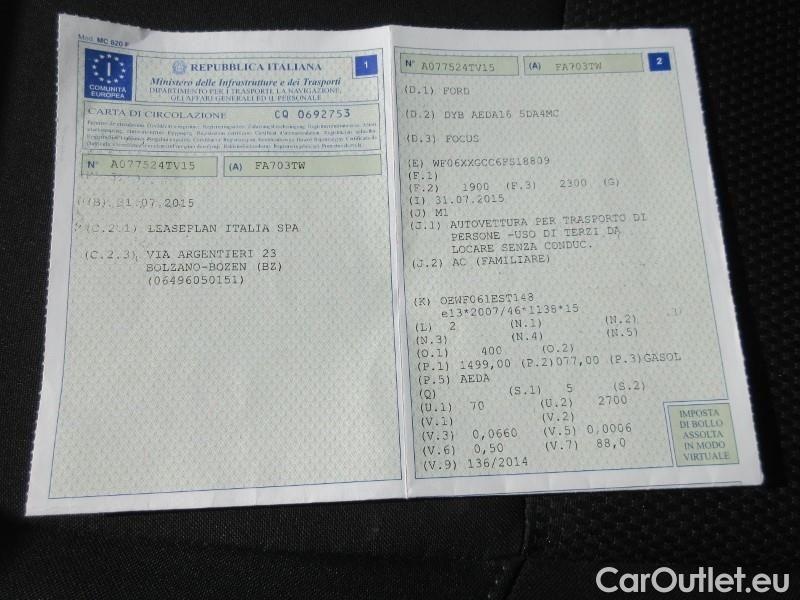 Mod. MC 820 F
I
COMUNITÀ
EUROPEA
REPUBBLICA ITALIANA
1
Ministero delle Infrastrutture e dei Trasporti
DIPARTIMENTO PER I TRASPORTI, LA NAVIGAZIONE,
GLI AFFARI GENERALI ED IL PERSONALE
CARTA DI CIRCOLAZIONE CQ 0692753
N° A077524TV15 (A) FA703TW
(B) 31.07.2015
(C.2.1) LEASEPLAN ITALIA SPA
(C.2.3) VIA ARGENTIERI 23
BOLZANO-BOZEN (BZ)
(06496050151)
N° A077524TV15 (A) FA703TW 2
(D.1) FORD
(D.2) DYB AEDA16 5DA4MC
(D.3) FOCUS
(E) WF06XXGCC6FS18809
(F.1)
(F.2) 1900 (F.3) 2300 (G)
(I) 31.07.2015
(J) M1
(J.1) AUTOVETTURA PER TRASPORTO DI
PERSONE -USO DI TERZI DA
LOCARE SENZA CONDUC.
(J.2) AC (FAMILIARE)
(K) OEWF061EST148
e13*2007/46*1138*15
(L) 2 (N.1) (N.2)
(N.3) (N.4) (N.5)
(O.1) 400 (O.2)
(P.1) 1499,00 (P.2)077,00 (P.3)GASOL
(P.5) AEDA
(Q) (S.1) 5 (S.2)
(U.1) 70 (U.2) 2700
(V.1) (V.2)
(V.3) 0,0660 (V.5) 0,0006
(V.6) 0,50 (V.7) 88,0
(V.9) 136/2014
IMPOSTA
DI BOLLO
ASSOLTA
IN MODO
VIRTUALE
CarOutlet.eu